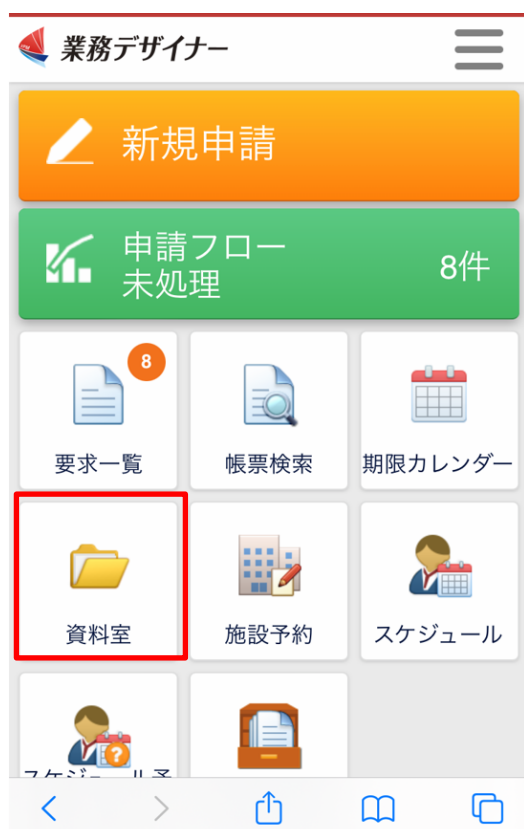 業務デザイナー
新規申請
申請フロー
未処理
8件
8
要求一覧
帳票検索
期限カレンダー
資料室
施設予約
スケジュール